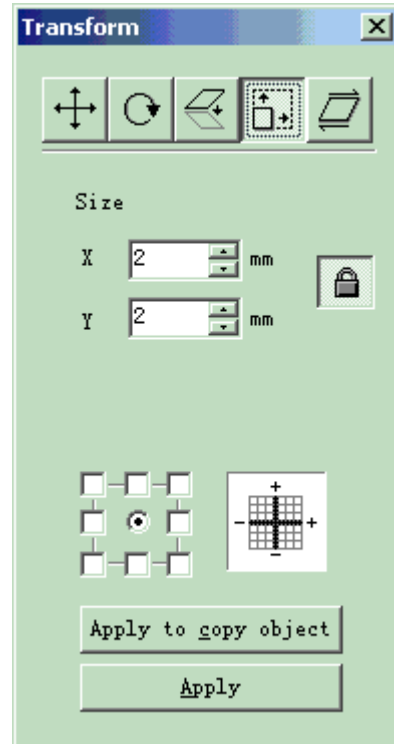 Transform
Size
X 2 mm
Y 2 mm
+
- +
-
Apply to copy object
Apply